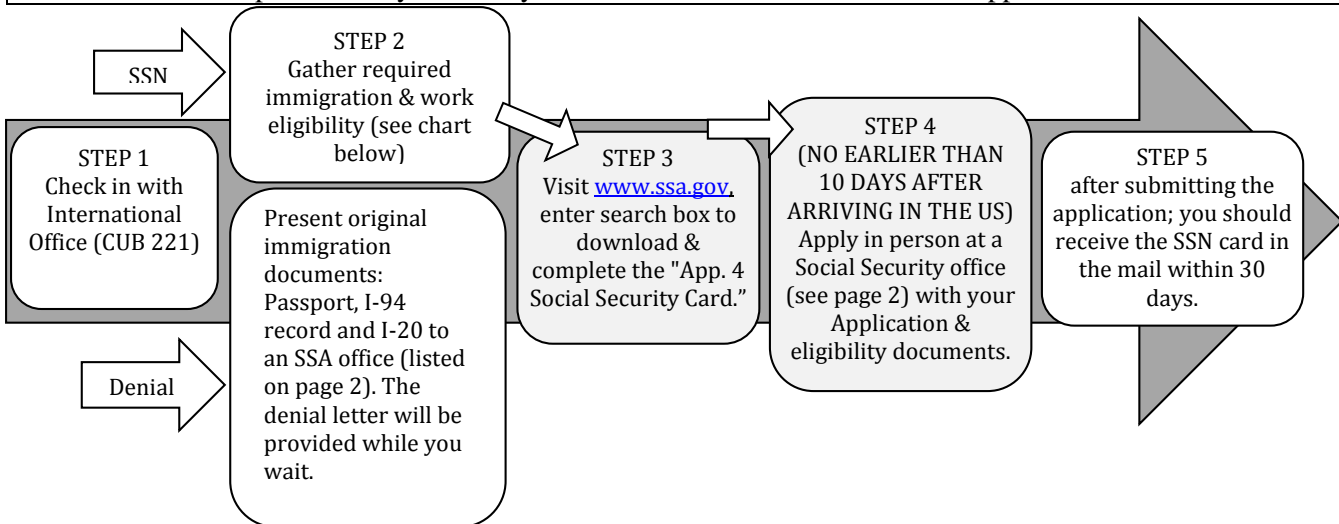 SSN
STEP 2
Gather required
immigration & work
eligibility (see chart
below)
STEP 1
Check in with
International
Office (CUB 221)
Present original
immigration
documents:
Passport, I-94
record and I-20 to
an SSA office (listed
on page 2). The
denial letter will be
provided while you
wait.
Denial
STEP 3
Visit www.ssa.gov,
enter search box to
download &
complete the "App. 4
Social Security Card.”
STEP 4
(NO EARLIER THAN
10 DAYS AFTER
ARRIVING IN THE US)
Apply in person at a
Social Security office
(see page 2) with your
Application &
eligibility documents.
STEP 5
after submitting the
application; you should
receive the SSN card in
the mail within 30
days.